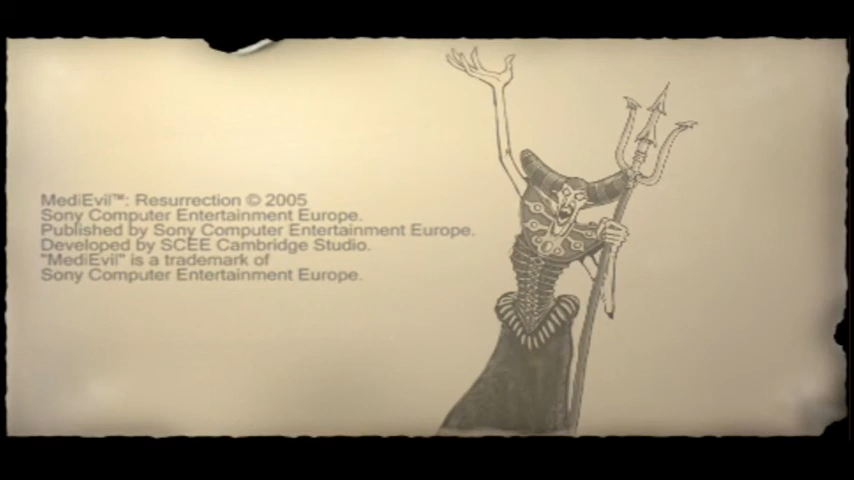 MediEvil™: Resurrection © 2005
Sony Computer Entertainment Europe.
Published by Sony Computer Entertainment Europe.
Developed by SCEE Cambridge Studio.
"MediEvil" is a trademark of
Sony Computer Entertainment Europe.